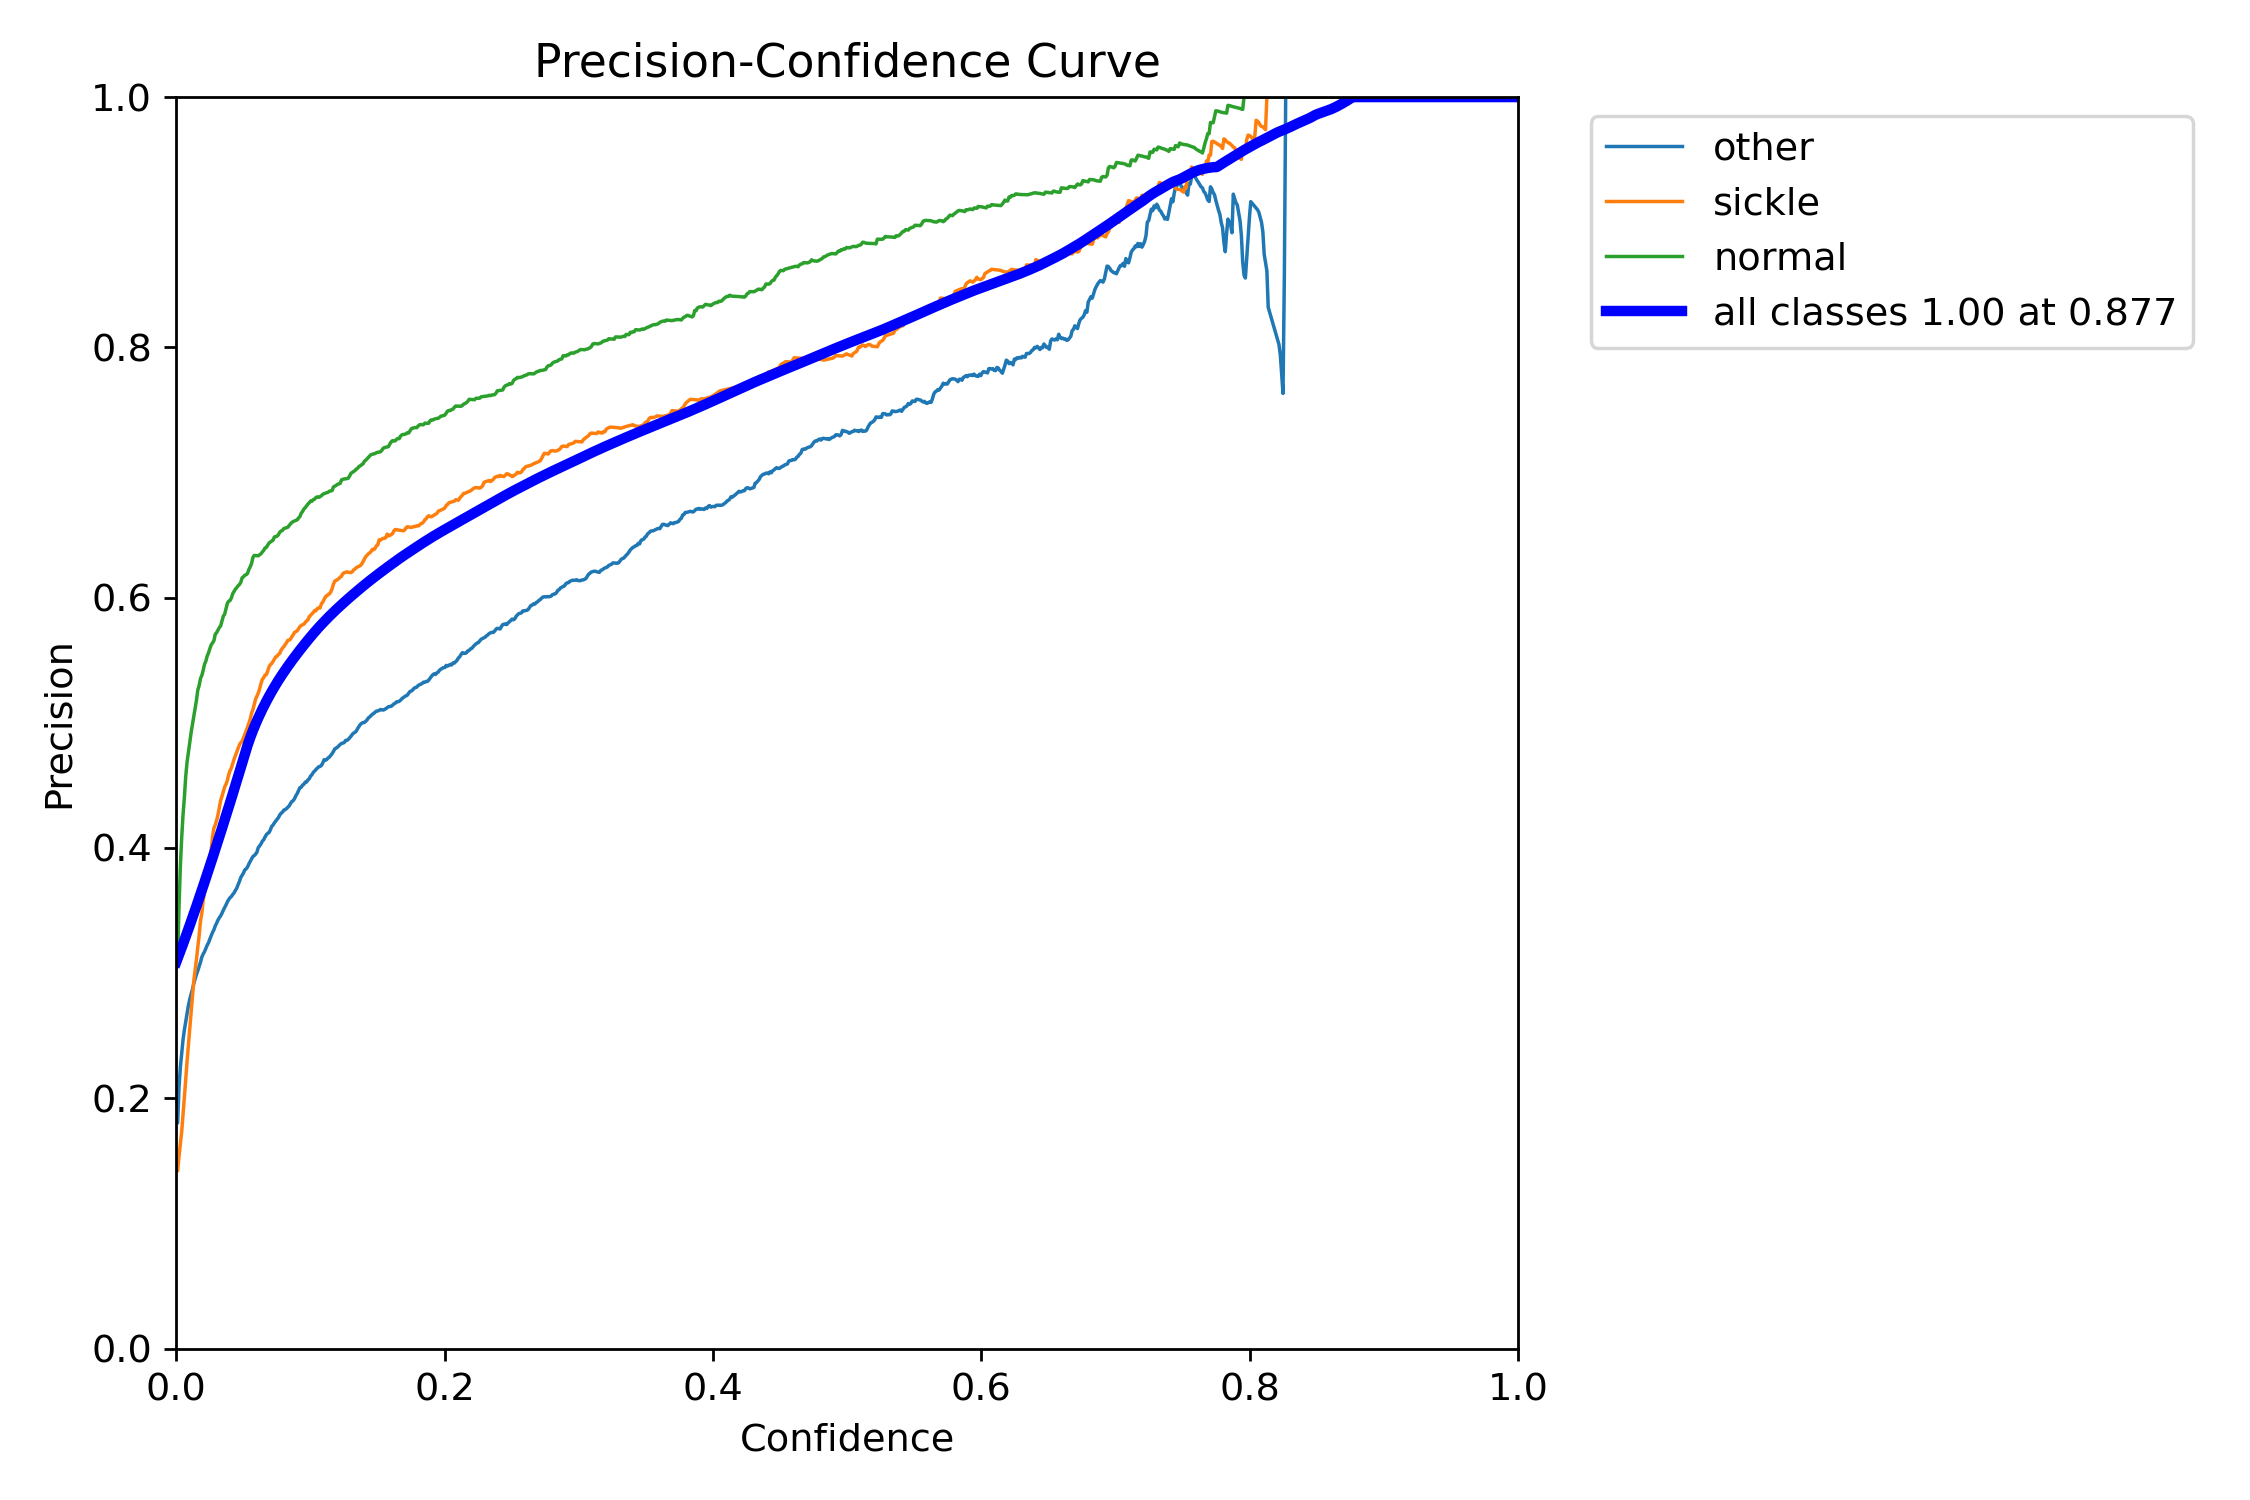 Precision-Confidence Curve
1.0
0.8
0.6
0.4
0.2
0.0
Precision
0.0 0.2 0.4 0.6 0.8 1.0
Confidence
other
sickle
normal
all classes 1.00 at 0.877